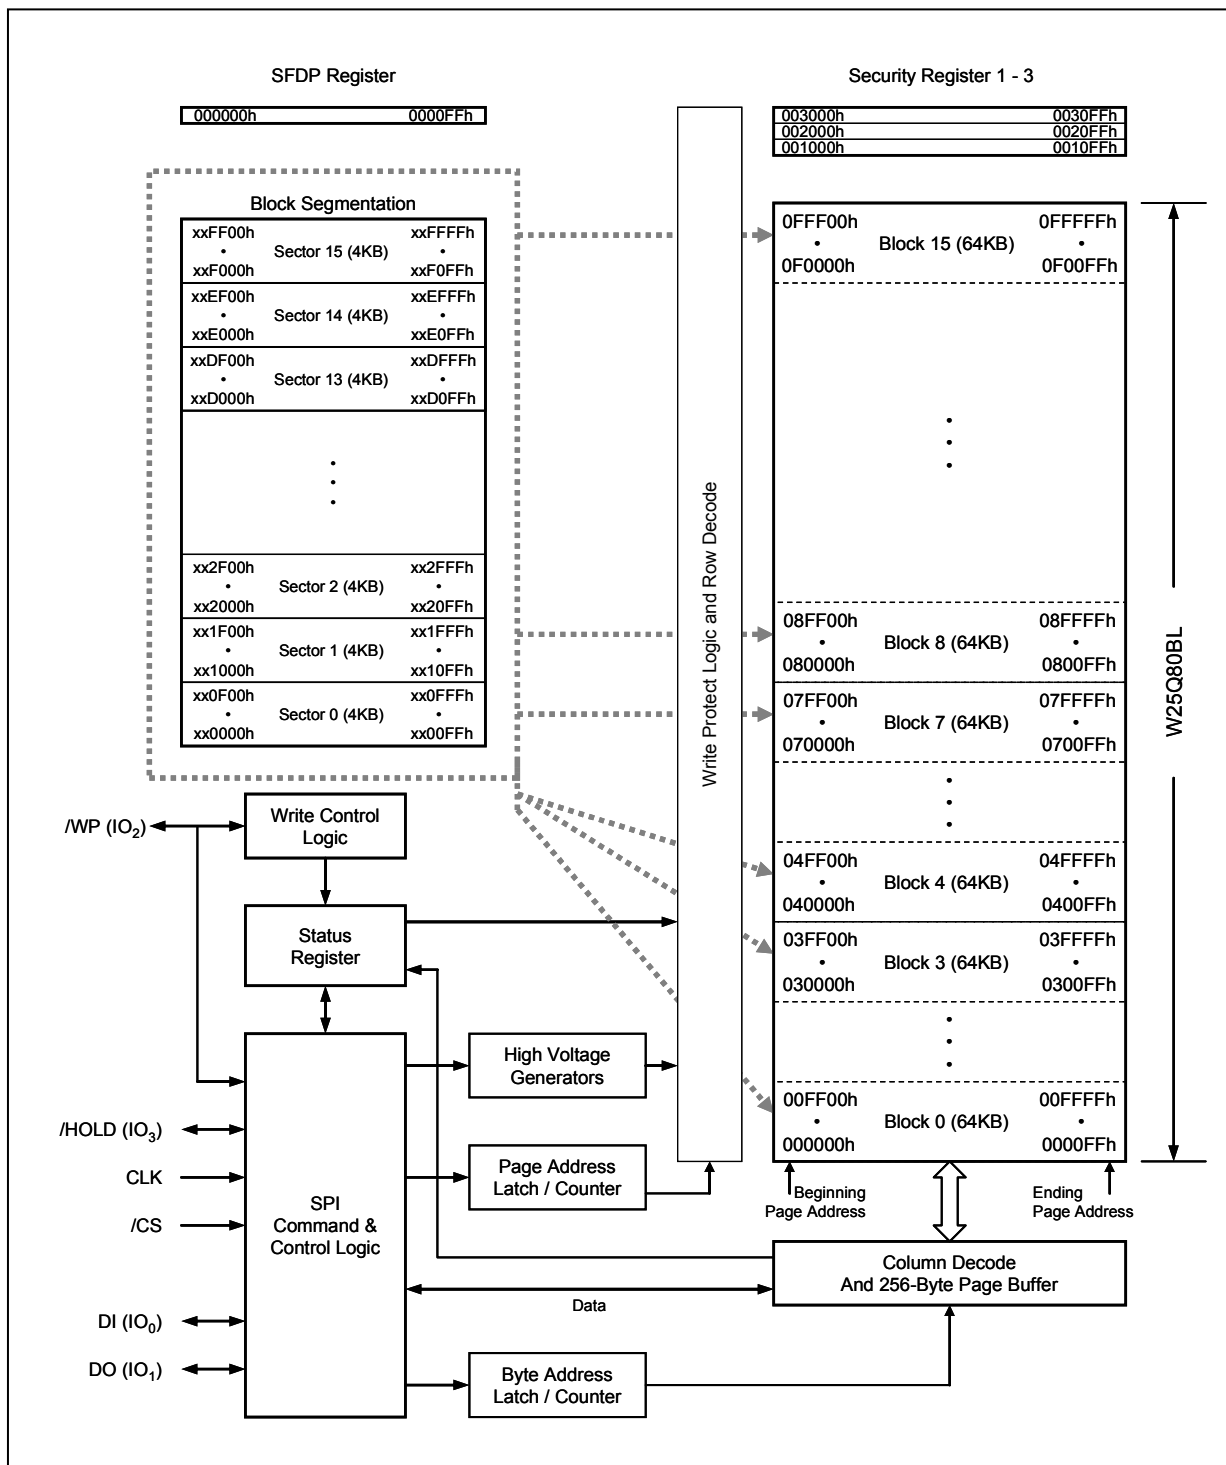 SFDP Register
000000h 0000FFh
Security Register 1 - 3
003000h 0030FFh
002000h 0020FFh
001000h 0010FFh
Block Segmentation
xxFF00h xxFFFFh
• Sector 15 (4KB) •
xxF000h xxF0FFh
xxEF00h xxEFFFh
• Sector 14 (4KB) •
xxE000h xxE0FFh
xxDF00h xxDFFFh
• Sector 13 (4KB) •
xxD000h xxD0FFh
xx2F00h xx2FFFh
• Sector 2 (4KB) •
xx2000h xx20FFh
xx1F00h xx1FFFh
• Sector 1 (4KB) •
xx1000h xx10FFh
xx0F00h xx0FFFh
• Sector 0 (4KB) •
xx0000h xx00FFh
Write Protect Logic and Row Decode
0FFF00h 0FFFFFh
• Block 15 (64KB) •
0F0000h 0F00FFh
08FF00h 08FFFFh
• Block 8 (64KB) •
080000h 0800FFh
07FF00h 07FFFFh
• Block 7 (64KB) •
070000h 0700FFh
04FF00h 04FFFFh
• Block 4 (64KB) •
040000h 0400FFh
03FF00h 03FFFFh
• Block 3 (64KB) •
030000h 0300FFh
00FF00h 00FFFFh
• Block 0 (64KB) •
000000h 0000FFh
W25Q80BL
Beginning
Page Address
Ending
Page Address
/WP (IO2)
Write Control
Logic
Status
Register
High Voltage
Generators
/HOLD (IO3)
CLK
/CS
DI (IO0)
DO (IO1)
SPI
Command &
Control Logic
Page Address
Latch / Counter
Column Decode
And 256-Byte Page Buffer
Data
Byte Address
Latch / Counter